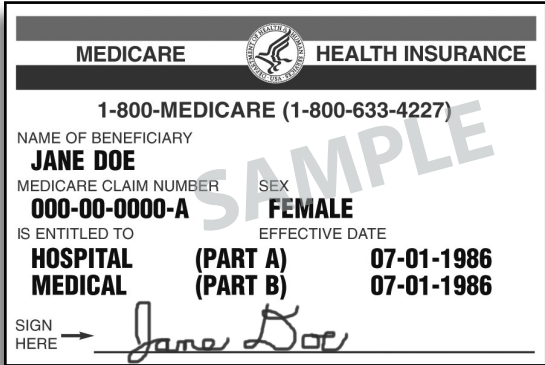 MEDICARE HEALTH INSURANCE
1-800-MEDICARE (1-800-633-4227)
NAME OF BENEFICIARY
JANE DOE
MEDICARE CLAIM NUMBER SEX
000-00-0000-A FEMALE
IS ENTITLED TO EFFECTIVE DATE
HOSPITAL (PART A) 07-01-1986
MEDICAL (PART B) 07-01-1986
SIGN
HERE Jane Doe
SAMPLE